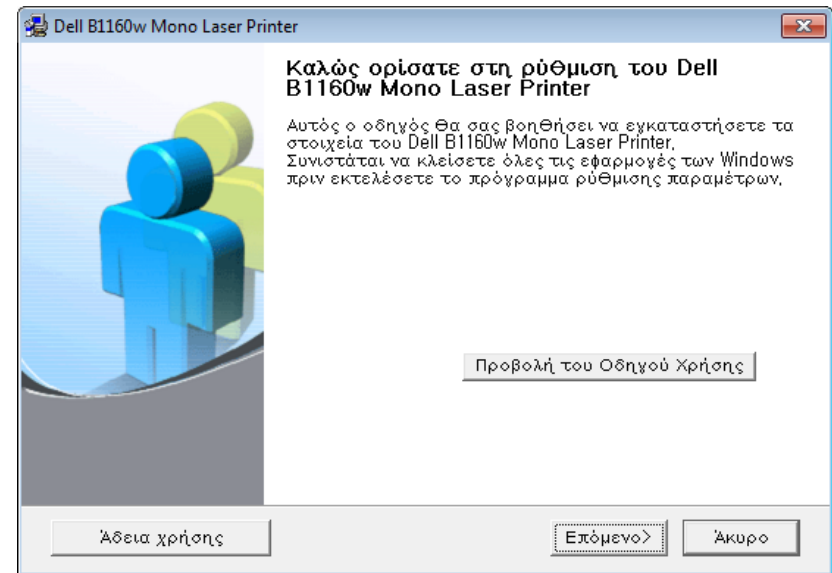 Dell B1160w Mono Laser Printer
Καλώς ορίσατε στη ρύθμιση του Dell
B1160w Mono Laser Printer
Αυτός ο οδηγός θα σας βοηθήσει να εγκαταστήσετε τα
στοιχεία του Dell B1160w Mono Laser Printer.
Συνιστάται να κλείσετε όλες τις εφαρμογές των Windows
πριν εκτελέσετε το πρόγραμμα ρύθμισης παραμέτρων.
Προβολή του Οδηγού Χρήσης
Άδεια χρήσης
Επόμενο>
Άκυρο